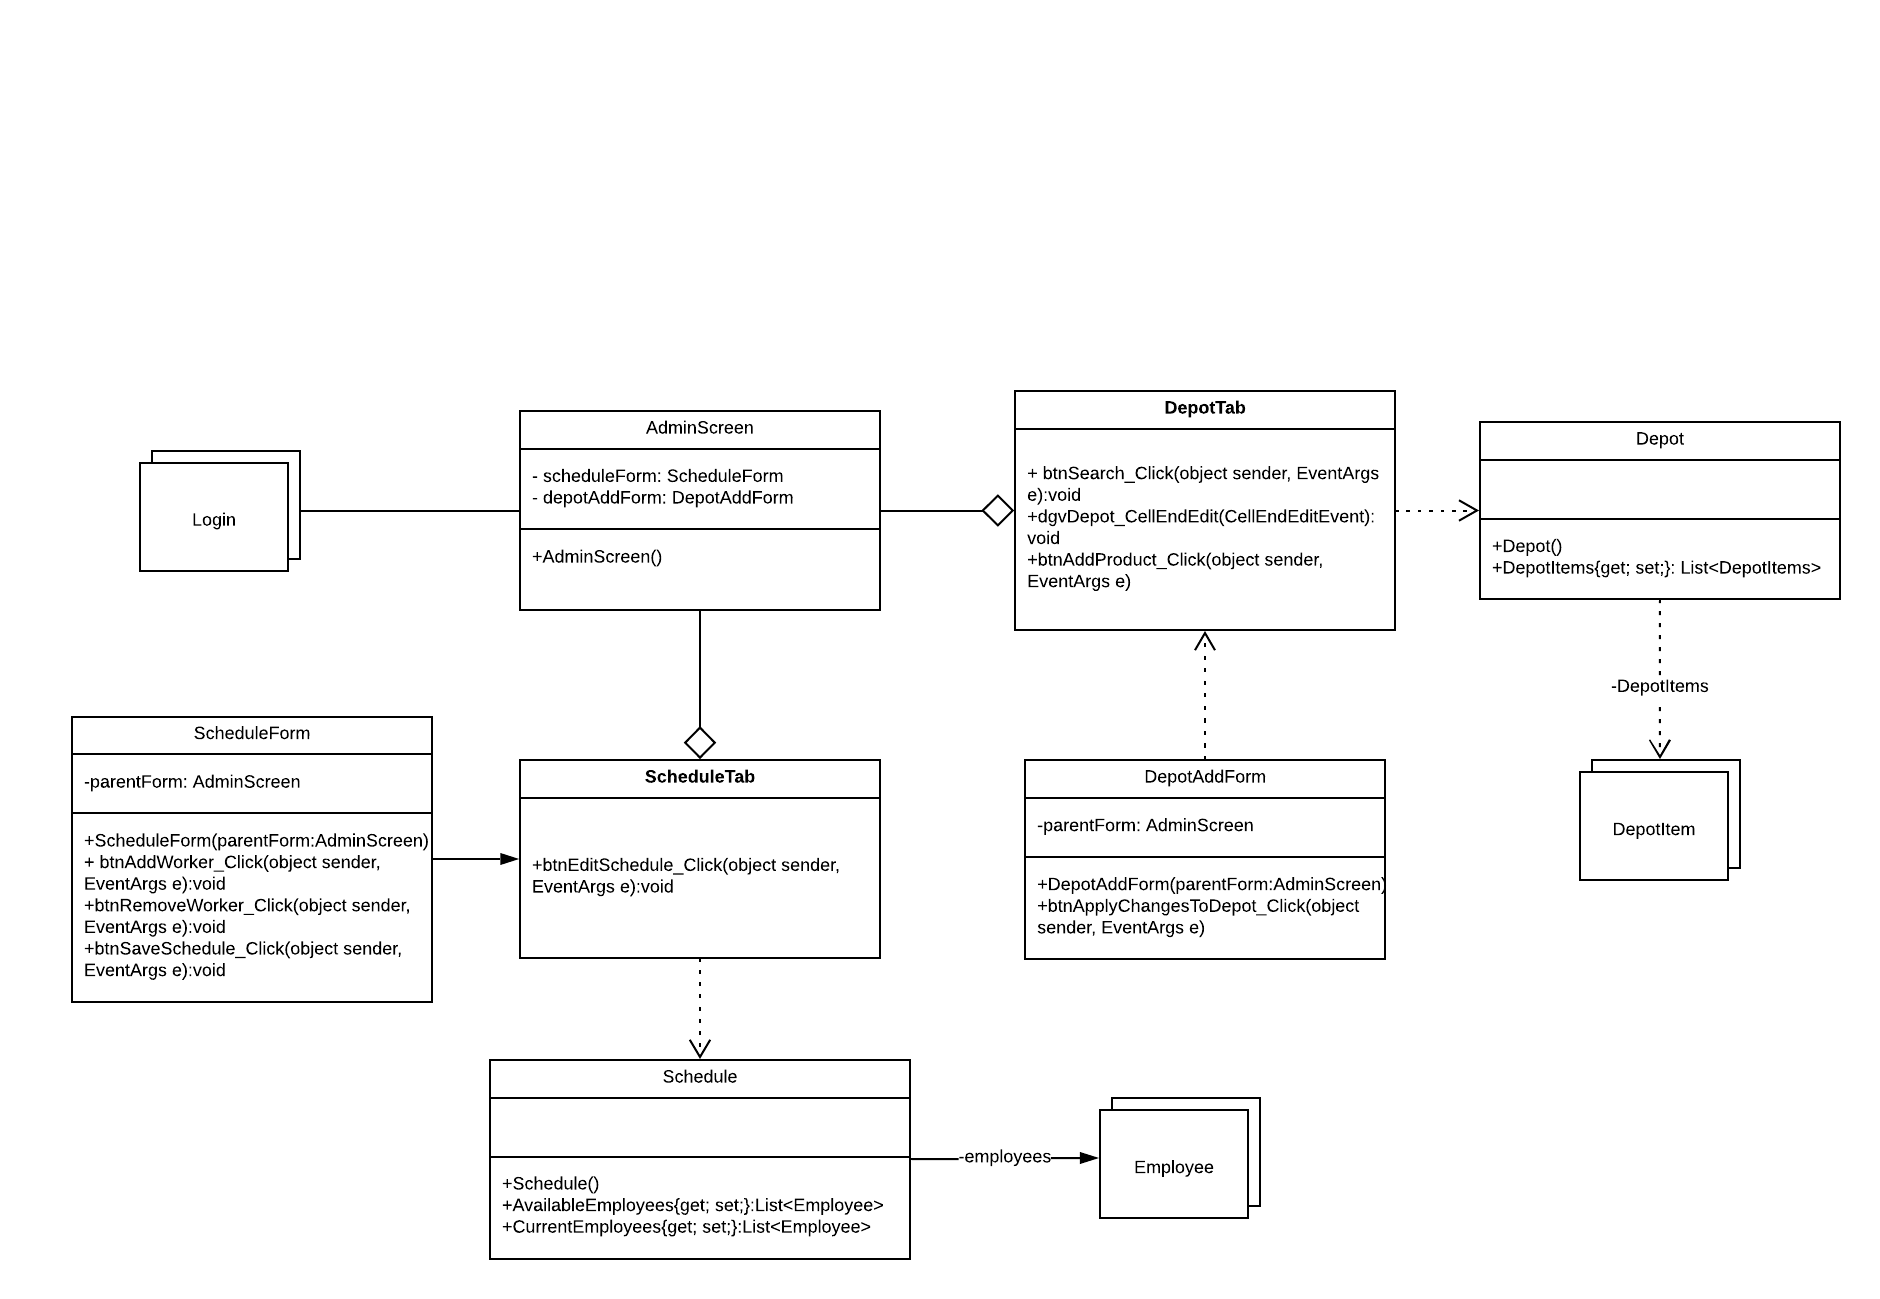 DepotTab
AdminScreen
Depot
- scheduleForm: ScheduleForm
- depotAddForm: DepotAddForm
+ btnSearch_Click(object sender, EventArgs
e):void
+dgvDepot_CellEndEdit(CellEndEditEvent):
void
+btnAddProduct_Click(object sender,
EventArgs e)
Login
+AdminScreen()
+Depot()
+DepotItems{get; set;}: List<DepotItems>
-DepotItems
ScheduleForm
-parentForm: AdminScreen
+ScheduleForm(parentForm:AdminScreen)
+ btnAddWorker_Click(object sender,
EventArgs e):void
+btnRemoveWorker_Click(object sender,
EventArgs e):void
+btnSaveSchedule_Click(object sender,
EventArgs e):void
ScheduleTab
+btnEditSchedule_Click(object sender,
EventArgs e):void
DepotAddForm
-parentForm: AdminScreen
+DepotAddForm(parentForm:AdminScreen)
+btnApplyChangesToDepot_Click(object
sender, EventArgs e)
DepotItem
Schedule
+Schedule()
+AvailableEmployees{get; set;}:List<Employee>
+CurrentEmployees{get; set;}:List<Employee>
-employees
Employee